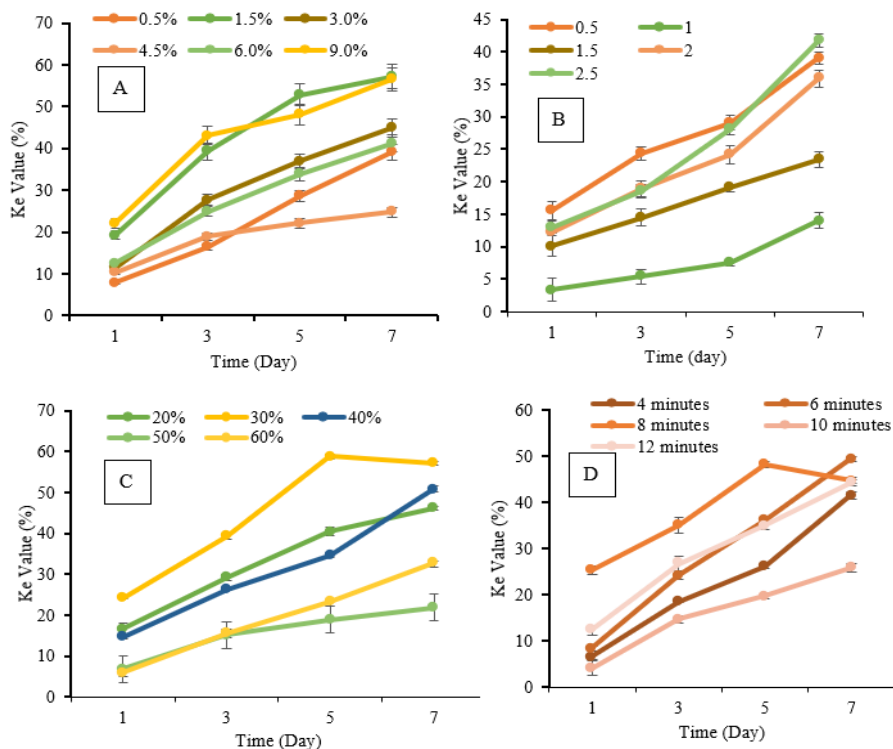 0.5% 1.5% 3.0%
4.5% 6.0% 9.0%
A
70
60
50
40
30
20
10
0
Ke Value (%)
1 3 5 7
Time (Day)
0.5 1
1.5 2
2.5
B
45
40
35
30
25
20
15
10
5
0
Ke Value (%)
1 3 5 7
Time (day)
20% 30% 40%
50% 60%
C
70
60
50
40
30
20
10
0
Ke Value (%)
1 3 5 7
Time (Day)
4 minutes 6 minutes
8 minutes 10 minutes
12 minutes
D
60
50
40
30
20
10
0
Ke Value (%)
1 3 5 7
Time (Day)